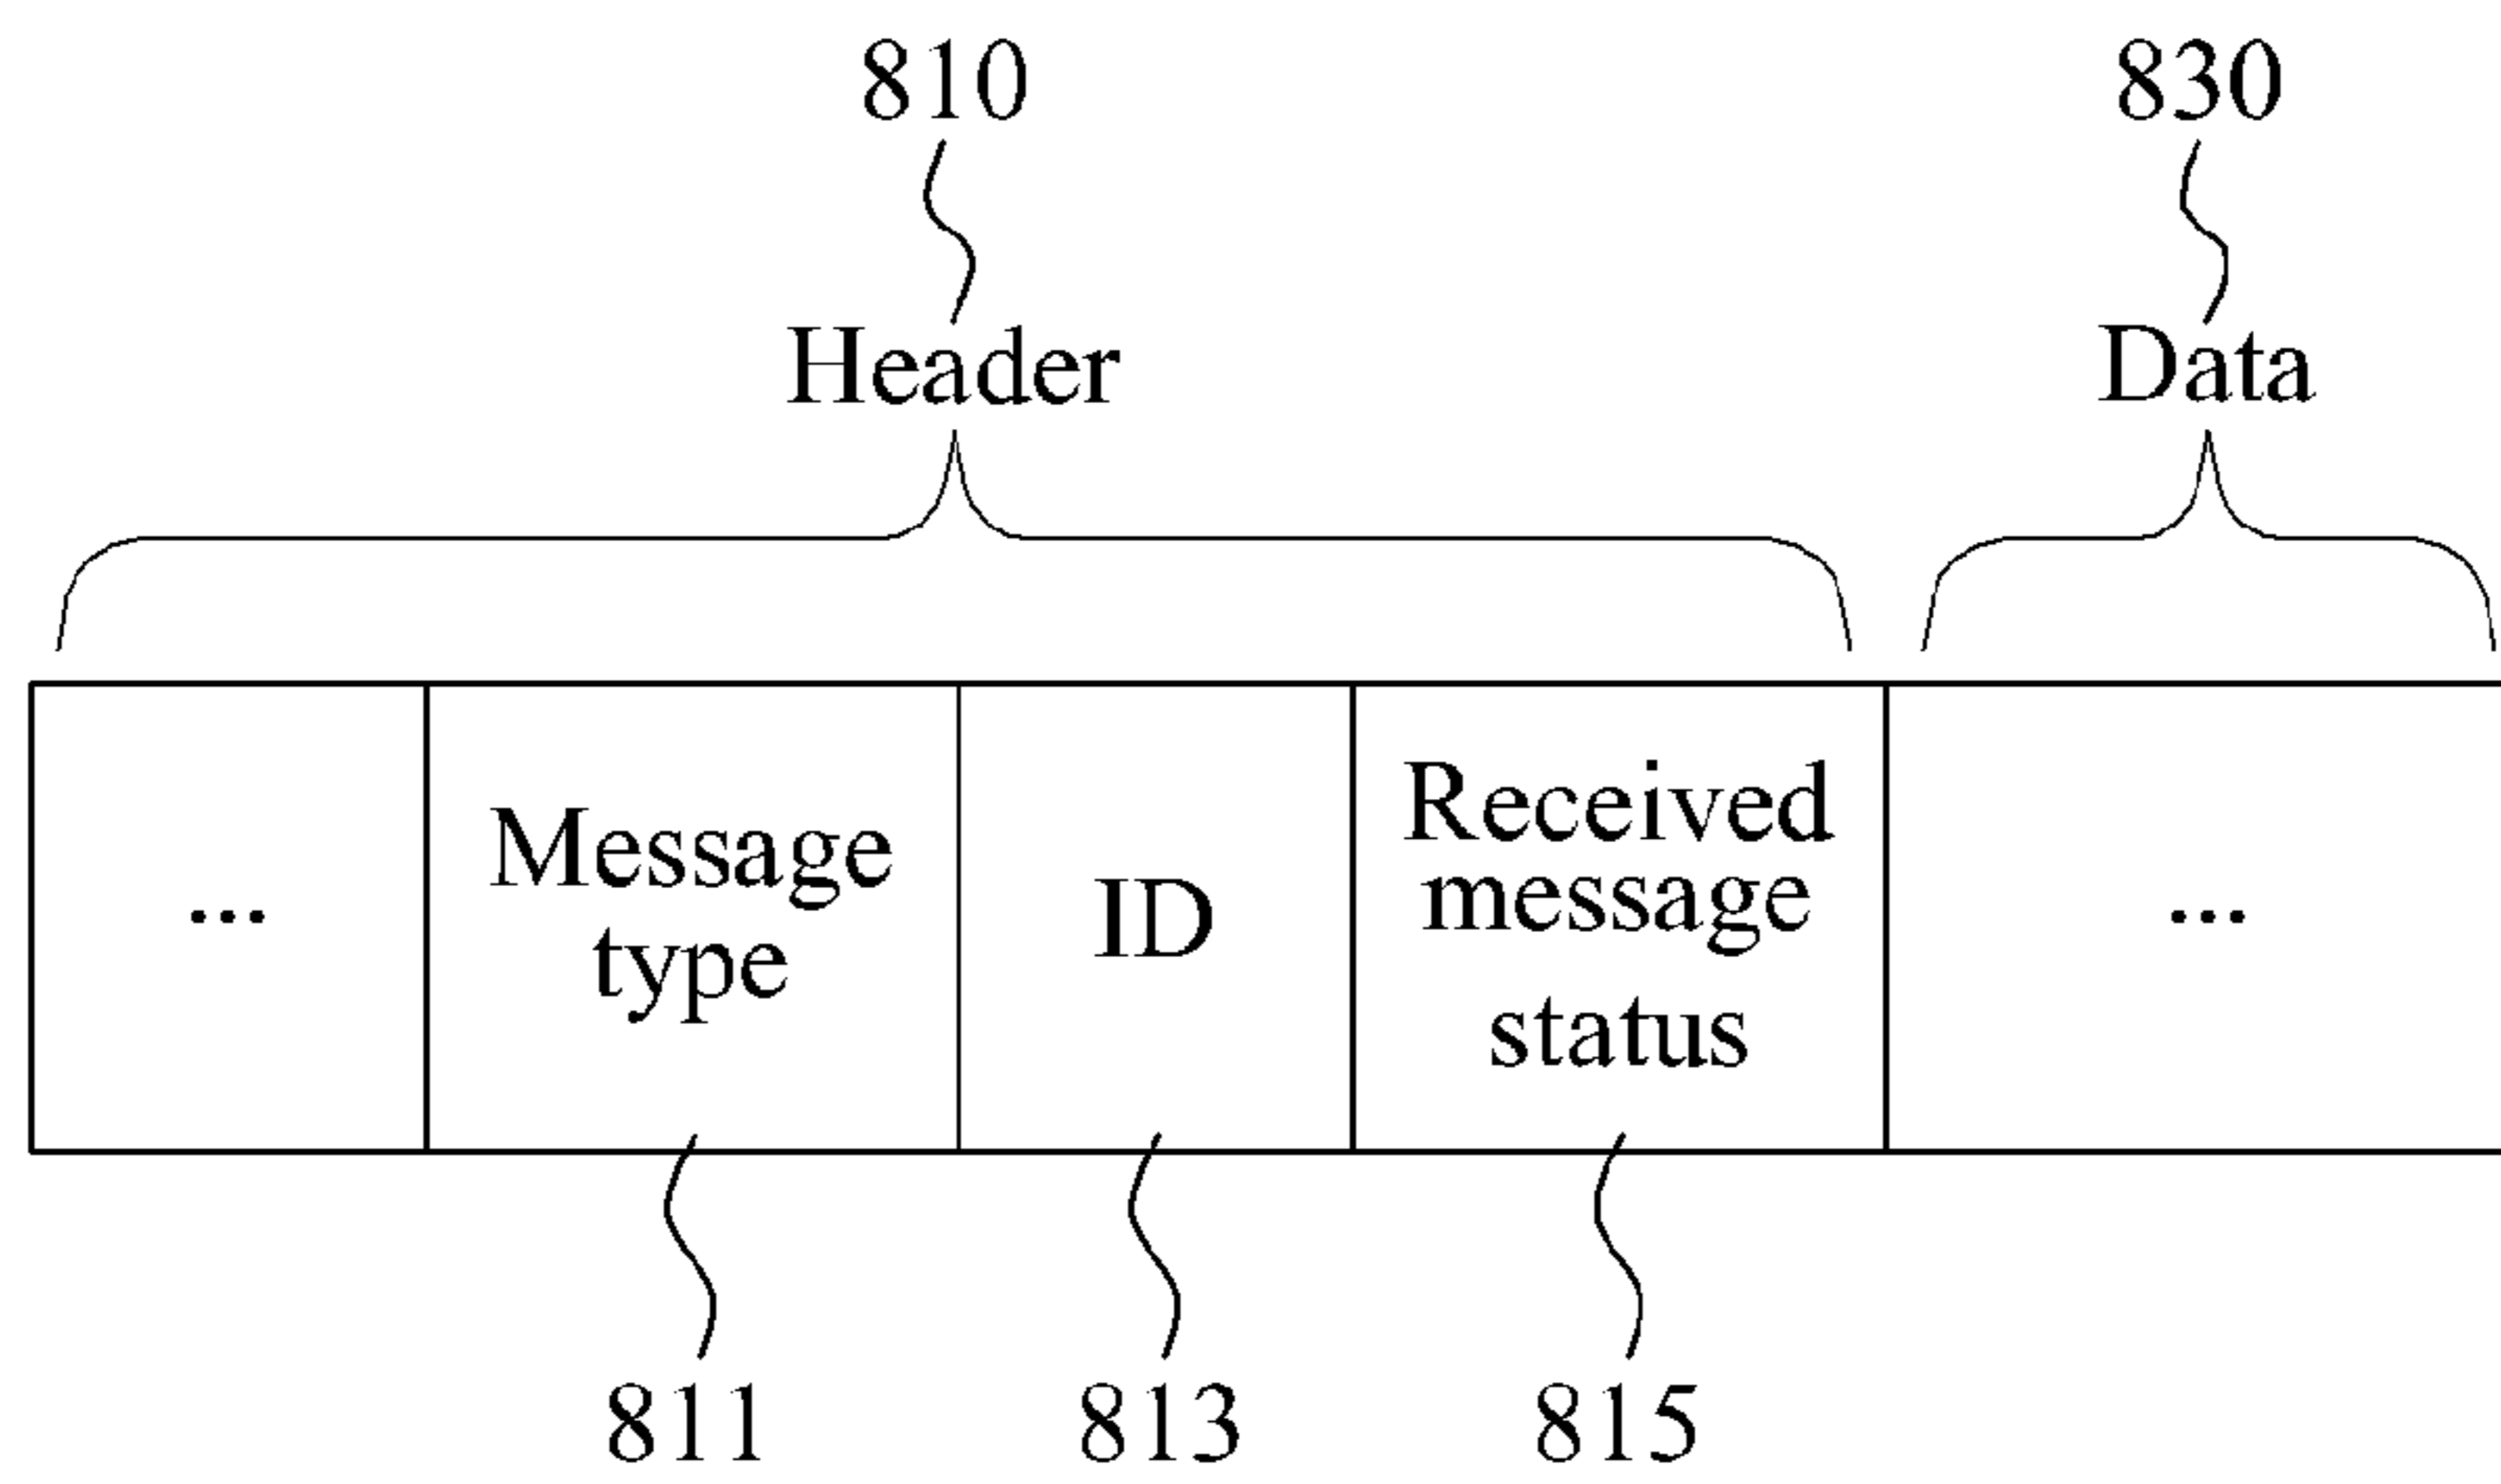 810
830
Header
Data
...
Message
type
ID
Received
message
status
...
811
813
815